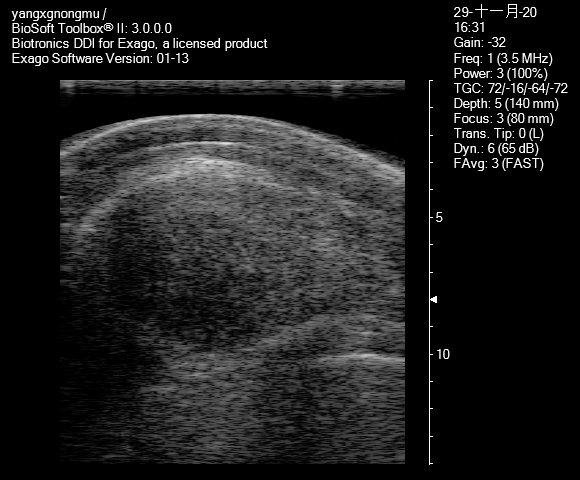 yangxgnongmu /
BioSoft Toolbox® II: 3.0.0.0
Biotronics DDI for Exago, a licensed product
Exago Software Version: 01-13
29-十一月-20
16:31
Gain: -32
Freq: 1 (3.5 MHz)
Power: 3 (100%)
TGC: 72/-16/-64/-72
Depth: 5 (140 mm)
Focus: 3 (80 mm)
Trans. Tip: 0 (L)
Dyn.: 6 (65 dB)
FAvg: 3 (FAST)
5
10